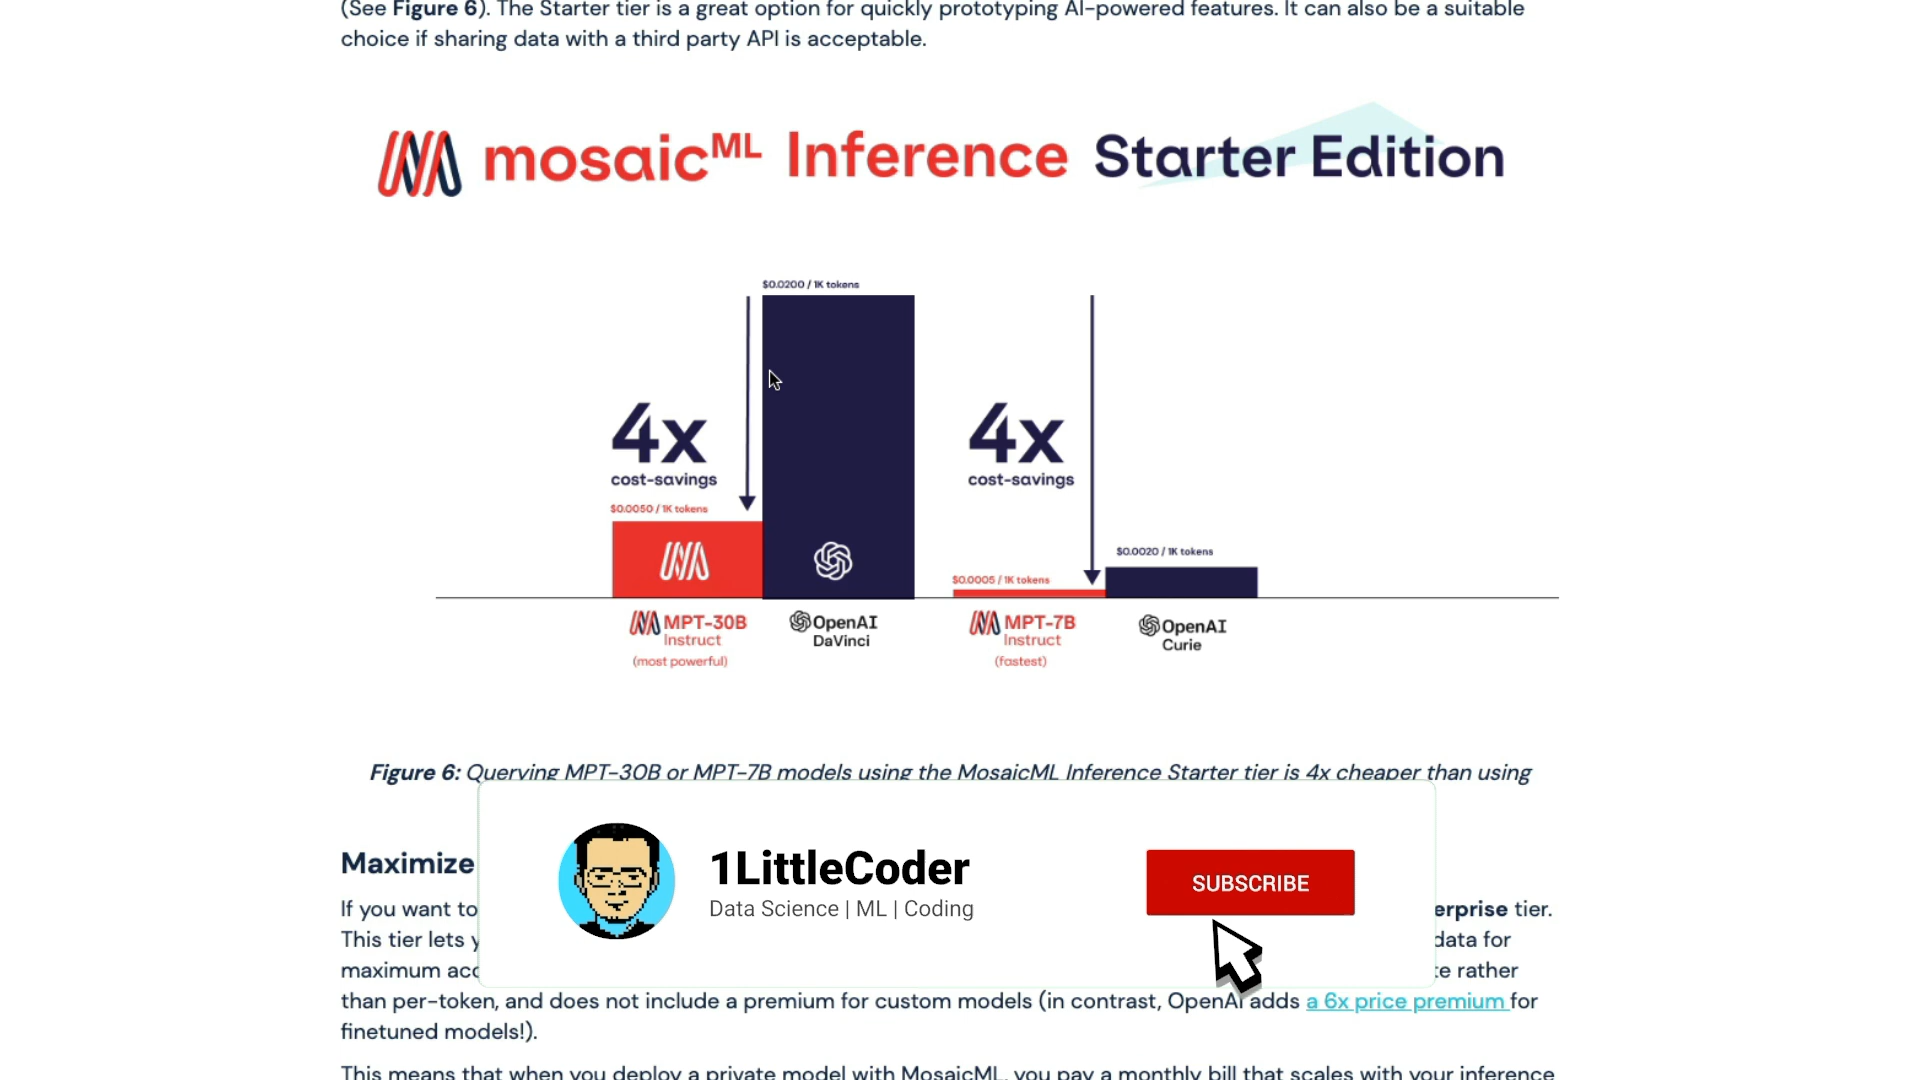 (See Figure 6). The Starter tier is a great option for quickly prototyping AI-powered features. It can also be a suitable
choice if sharing data with a third party API is acceptable.
mosaicML Inference Starter Edition
$0.0200 / 1K tokens
4x
cost-savings
4x
cost-savings
$0.0050 / 1K tokens
$0.0020 / 1K tokens
$0.0005 / 1K tokens
MPT-30B
Instruct
(most powerful)
OpenAI
DaVinci
MPT-7B
Instruct
(fastest)
OpenAI
Curie
Figure 6: Querying MPT-30B or MPT-7B models using the MosaicML Inference Starter tier is 4x cheaper than using
Maximize
1LittleCoder
Data Science | ML | Coding
SUBSCRIBE
If you want to erprise tier.
This tier lets data for
maximum rather
than per-token, and does not include a premium for custom models (in contrast, OpenAI adds a 6x price premium for
finetuned models!).
This means that when you deploy a private model with MosaicML, you pay a monthly bill that scales with your inference